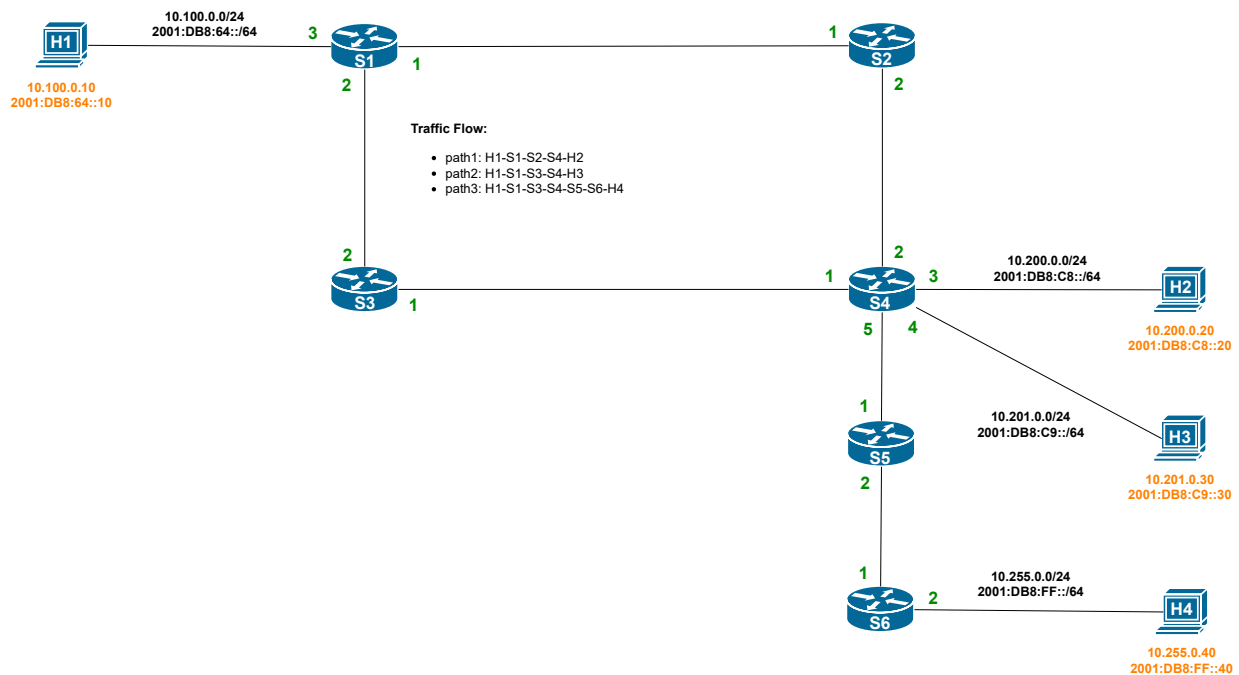 10.100.0.0/24
2001:DB8:64::/64
H1
3
S1
1
2
1
S2
2
10.100.0.10
2001:DB8:64::10
Traffic Flow:
• path1: H1-S1-S2-S4-H2
• path2: H1-S1-S3-S4-H3
• path3: H1-S1-S3-S4-S5-S6-H4
2
S3
1
2
1
S4
3
5
4
10.200.0.0/24
2001:DB8:C8::/64
H2
10.200.0.20
2001:DB8:C8::20
1
S5
2
10.201.0.0/24
2001:DB8:C9::/64
H3
10.201.0.30
2001:DB8:C9::30
1
S6
2
10.255.0.0/24
2001:DB8:FF::/64
H4
10.255.0.40
2001:DB8:FF::40